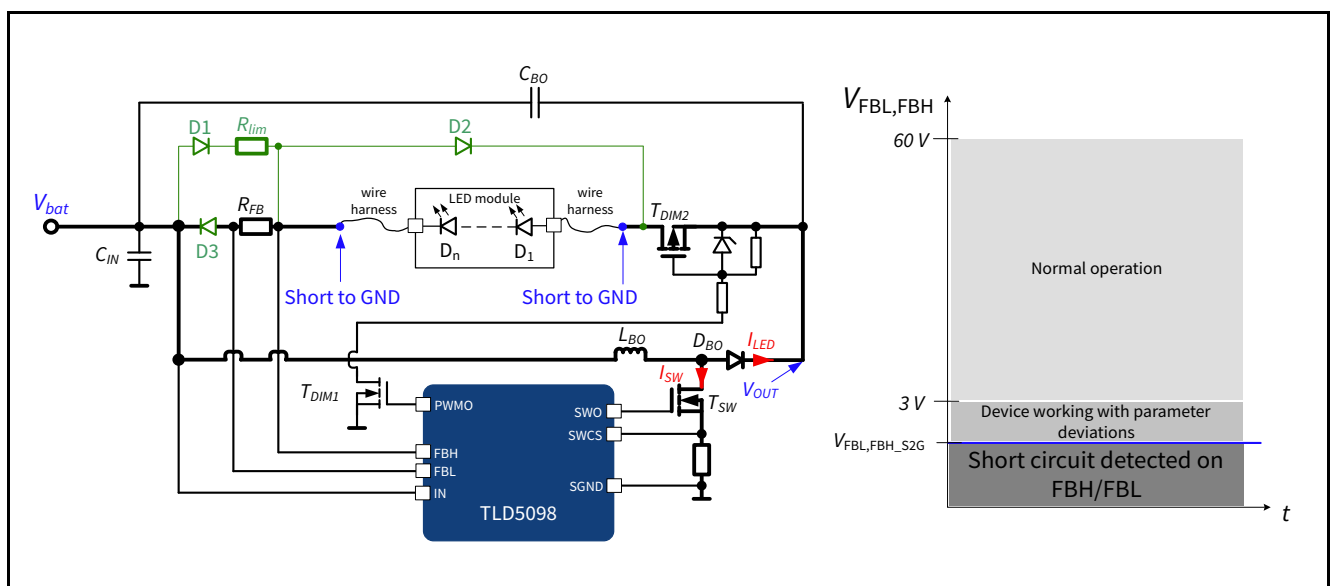 C_BO
D1
R_lim
D2
V_bat
R_FB
wire
harness
LED module
wire
harness
T_DIM2
C_IN
D3
D_n
D_1
Short to GND
Short to GND
L_BO
D_BO
I_LED
I_SW
V_OUT
T_DIM1
T_SW
PWMO
SWO
SWCS
FBH
FBL
IN
SGND
TLD5098
V_FBL,FBH
60 V
Normal operation
3 V
Device working with parameter
deviations
V_FBL,FBH_S2G
Short circuit detected on
FBH/FBL
t